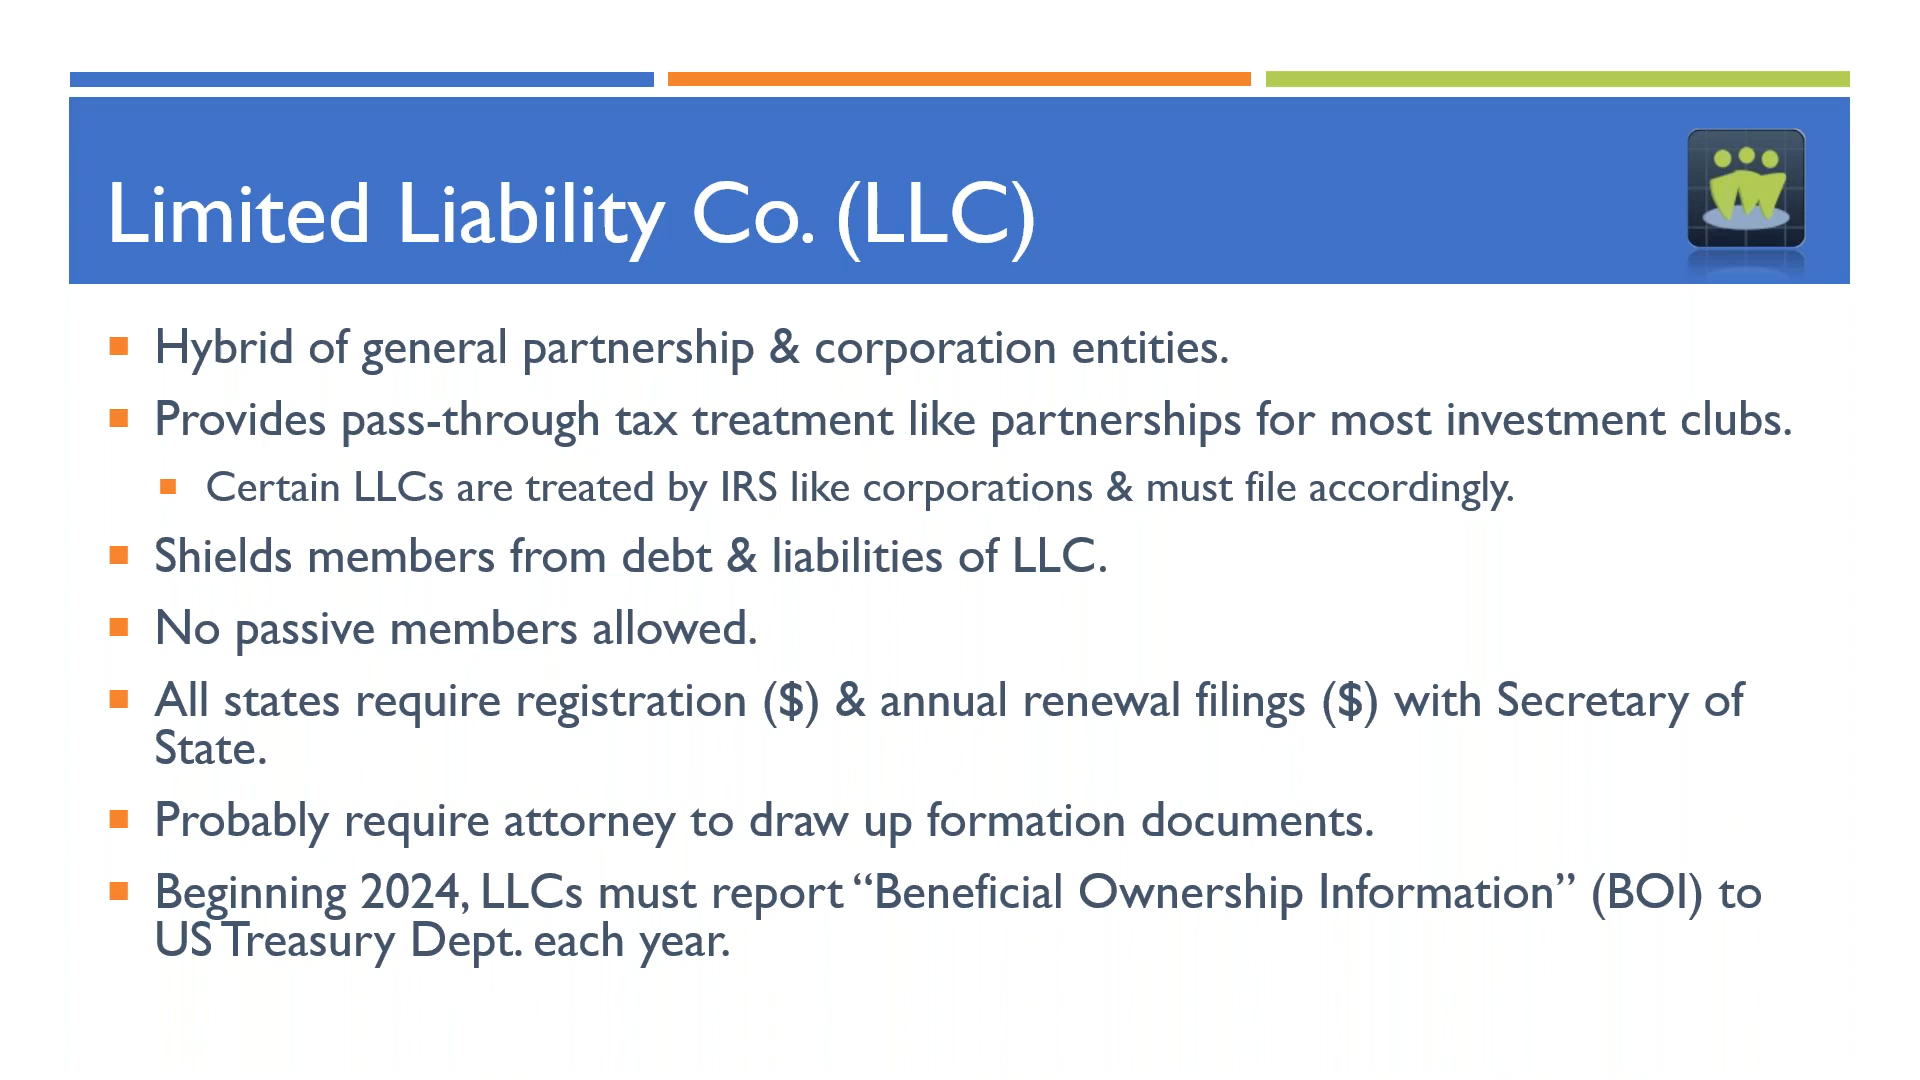 Limited Liability Co. (LLC)
Hybrid of general partnership & corporation entities.
Provides pass-through tax treatment like partnerships for most investment clubs.
Certain LLCs are treated by IRS like corporations & must file accordingly.
Shields members from debt & liabilities of LLC.
No passive members allowed.
All states require registration ($) & annual renewal filings ($) with Secretary of
State.
Probably require attorney to draw up formation documents.
Beginning 2024, LLCs must report “Beneficial Ownership Information” (BOI) to
US Treasury Dept. each year.